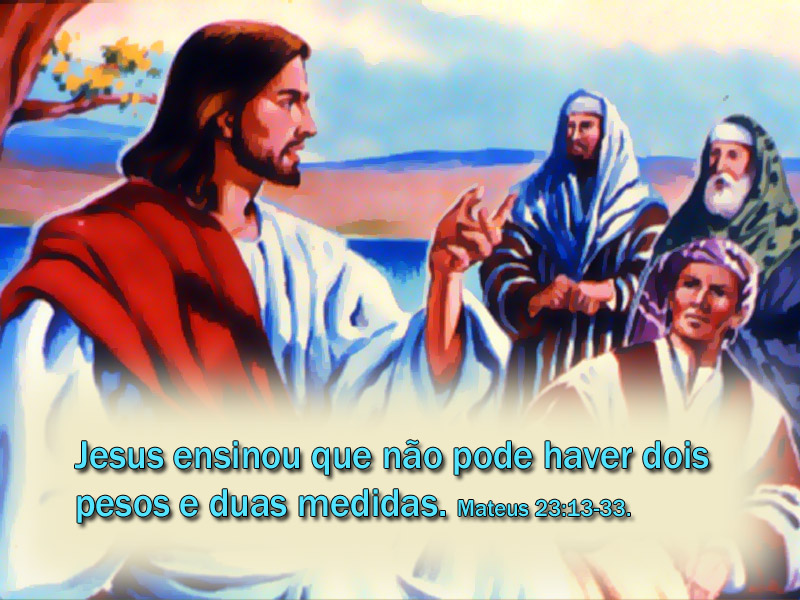 Jesus ensinou que não pode haver dois
pesos e duas medidas. Mateus 23:13-33.